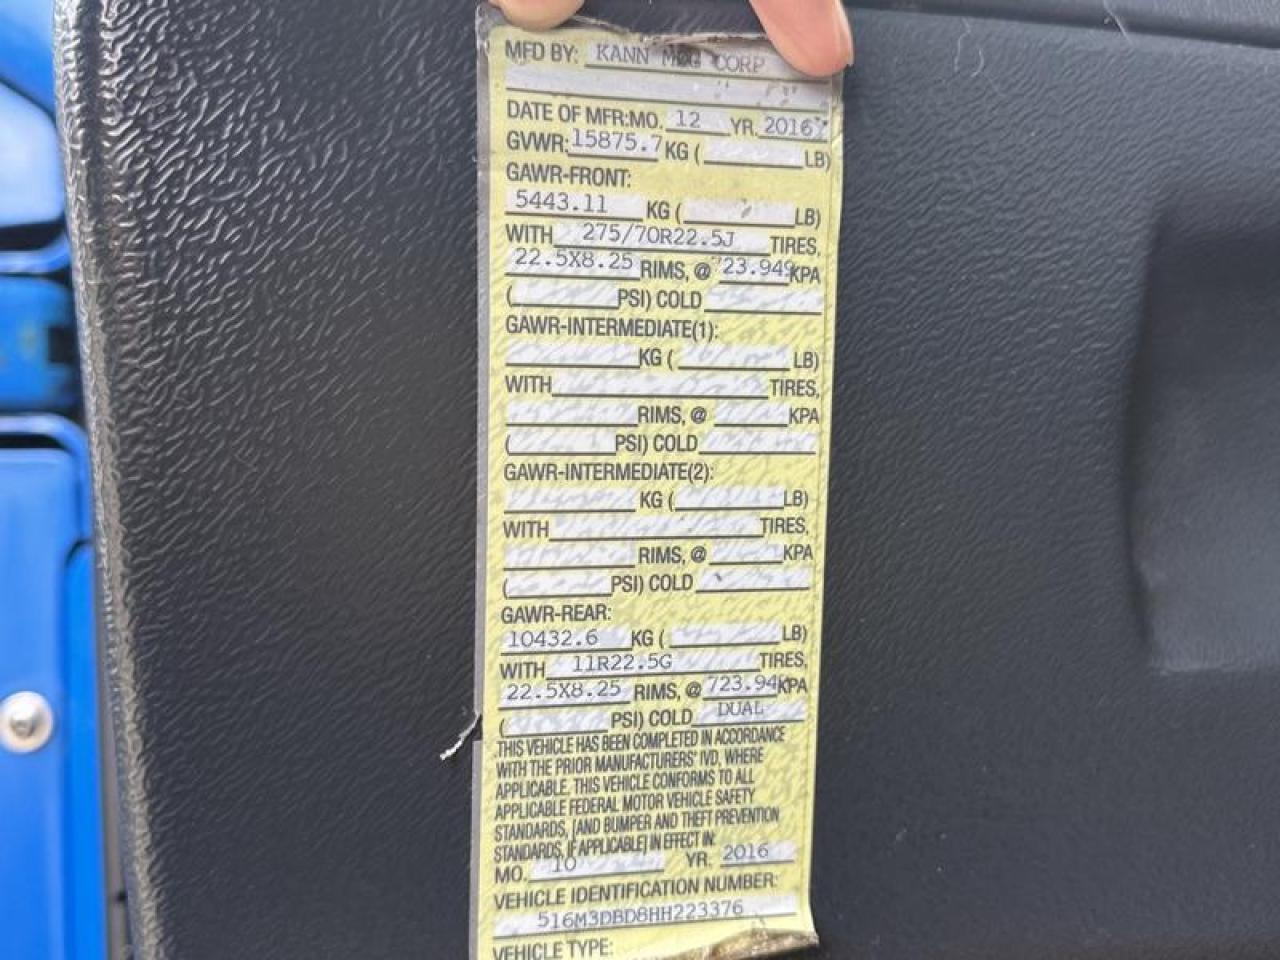 MFD BY: KANN MFG CORP
DATE OF MFR:MO. 12 YR. 2016
GVWR: 15875.7 KG ( LB)
GAWR-FRONT:
5443.11 KG ( LB)
WITH 275/70R22.5J TIRES,
22.5X8.25 RIMS, @ 723.949 KPA
( PSI) COLD
GAWR-INTERMEDIATE(1):
KG ( LB)
WITH TIRES,
RIMS, @ KPA
( PSI) COLD
GAWR-INTERMEDIATE(2):
KG ( LB)
WITH TIRES,
RIMS, @ KPA
( PSI) COLD
GAWR-REAR:
10432.6 KG ( LB)
WITH 11R22.5G TIRES,
22.5X8.25 RIMS, @ 723.94 KPA
( PSI) COLD DUAL
THIS VEHICLE HAS BEEN COMPLETED IN ACCORDANCE
WITH THE PRIOR MANUFACTURERS' IVD, WHERE
APPLICABLE. THIS VEHICLE CONFORMS TO ALL
APPLICABLE FEDERAL MOTOR VEHICLE SAFETY
STANDARDS, [AND BUMPER AND THEFT PREVENTION
STANDARDS, IF APPLICABLE] IN EFFECT IN:
MO. 10 YR. 2016
VEHICLE IDENTIFICATION NUMBER:
516M3DBD8HH223376
VEHICLE TYPE: